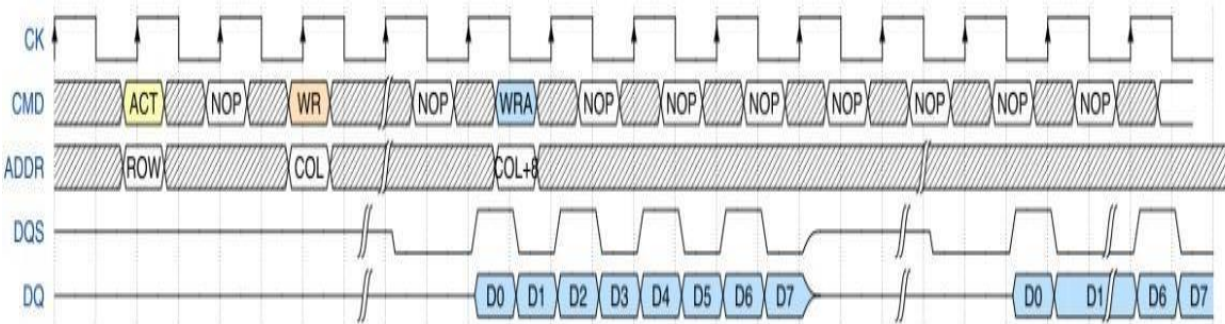 CK
CMD ACT NOP WR NOP WRA NOP NOP NOP NOP NOP NOP NOP
ADDR ROW COL COL+8
DQS
DQ D0 D1 D2 D3 D4 D5 D6 D7 D0 D1 D6 D7